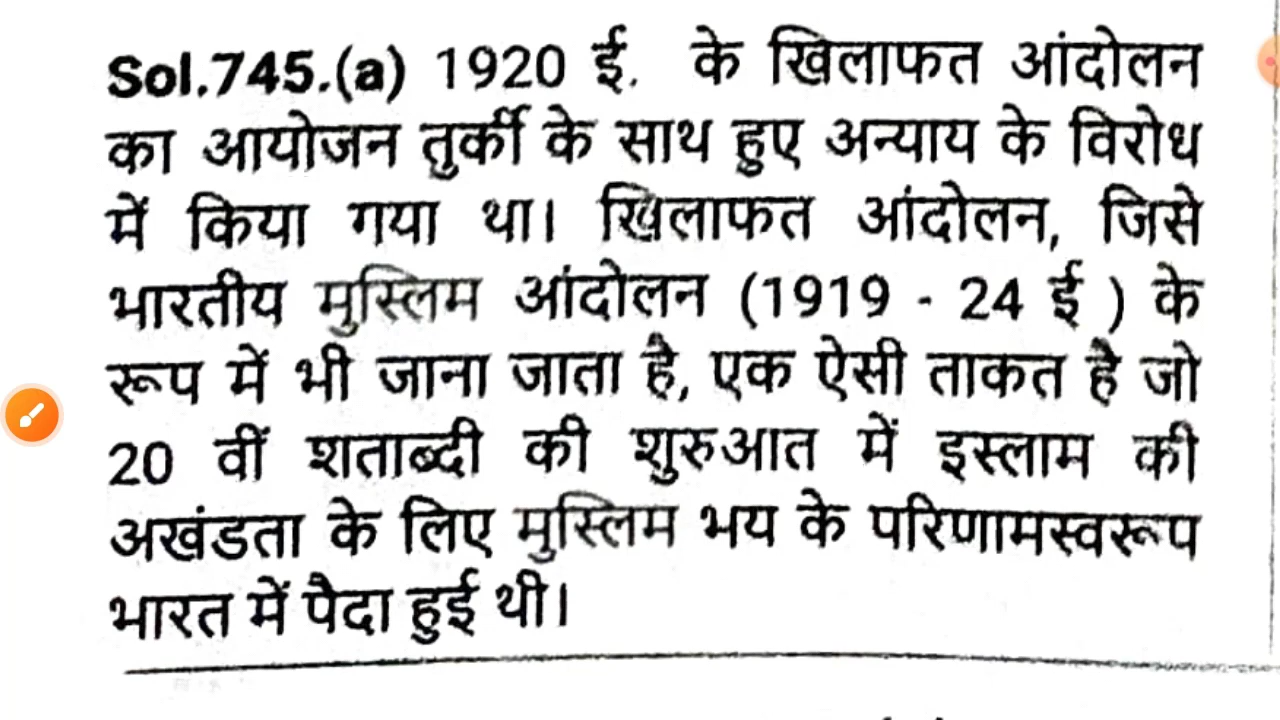 Sol.745.(a) 1920 ई. के खिलाफत आंदोलन
का आयोजन तुर्की के साथ हुए अन्याय के विरोध
में किया गया था। खिलाफत आंदोलन, जिसे
भारतीय मुस्लिम आंदोलन (1919 - 24 ई ) के
रूप में भी जाना जाता है, एक ऐसी ताकत है जो
20 वीं शताब्दी की शुरुआत में इस्लाम की
अखंडता के लिए मुस्लिम भय के परिणामस्वरूप
भारत में पैदा हुई थी।